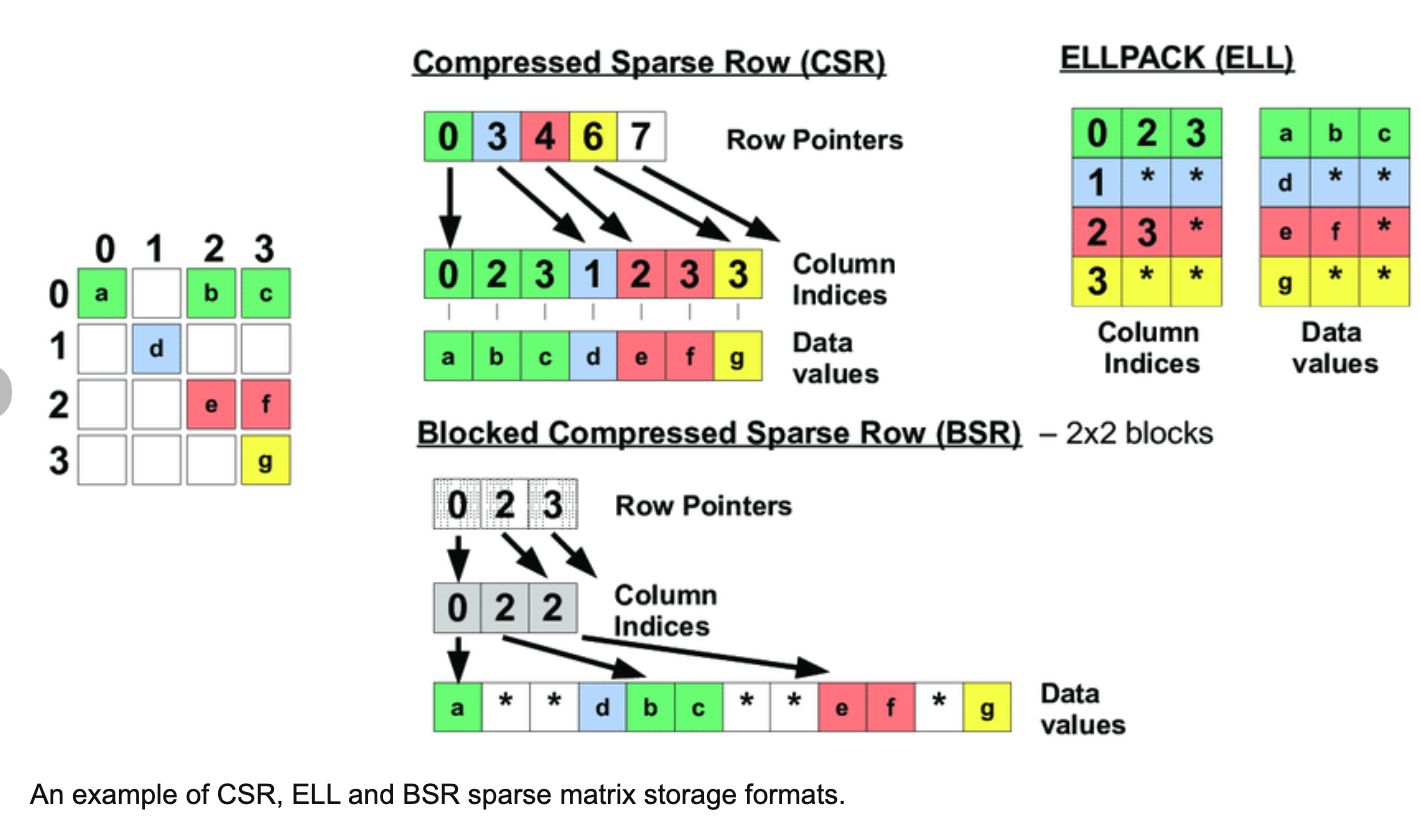 Compressed Sparse Row (CSR)
0 3 4 6 7 Row Pointers
0 2 3 1 2 3 3 Column
Indices
a b c d e f g Data
values
ELLPACK (ELL)
0 2 3 a b c
1 * * d * *
2 3 * e f *
3 * * g * *
Column Data
Indices values
0 1 2 3
0 a b c
1 d
2 e f
3 g
Blocked Compressed Sparse Row (BSR) – 2x2 blocks
0 2 3 Row Pointers
0 2 2 Column
Indices
a * * d b c * * e f * g Data
values
An example of CSR, ELL and BSR sparse matrix storage formats.